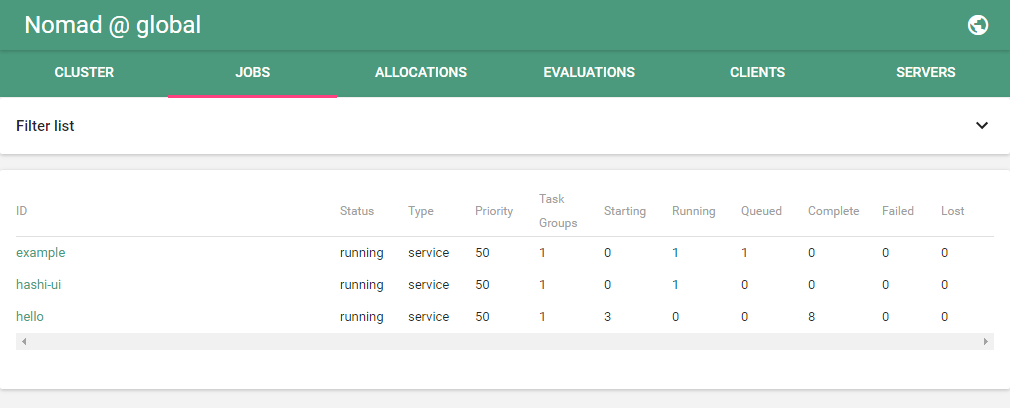 Nomad @ global
CLUSTER JOBS ALLOCATIONS EVALUATIONS CLIENTS SERVERS
Filter list
ID Status Type Priority Task Groups Starting Running Queued Complete Failed Lost
example running service 50 1 0 1 1 0 0 0
hashi-ui running service 50 1 0 1 0 0 0 0
hello running service 50 1 3 0 0 8 0 0